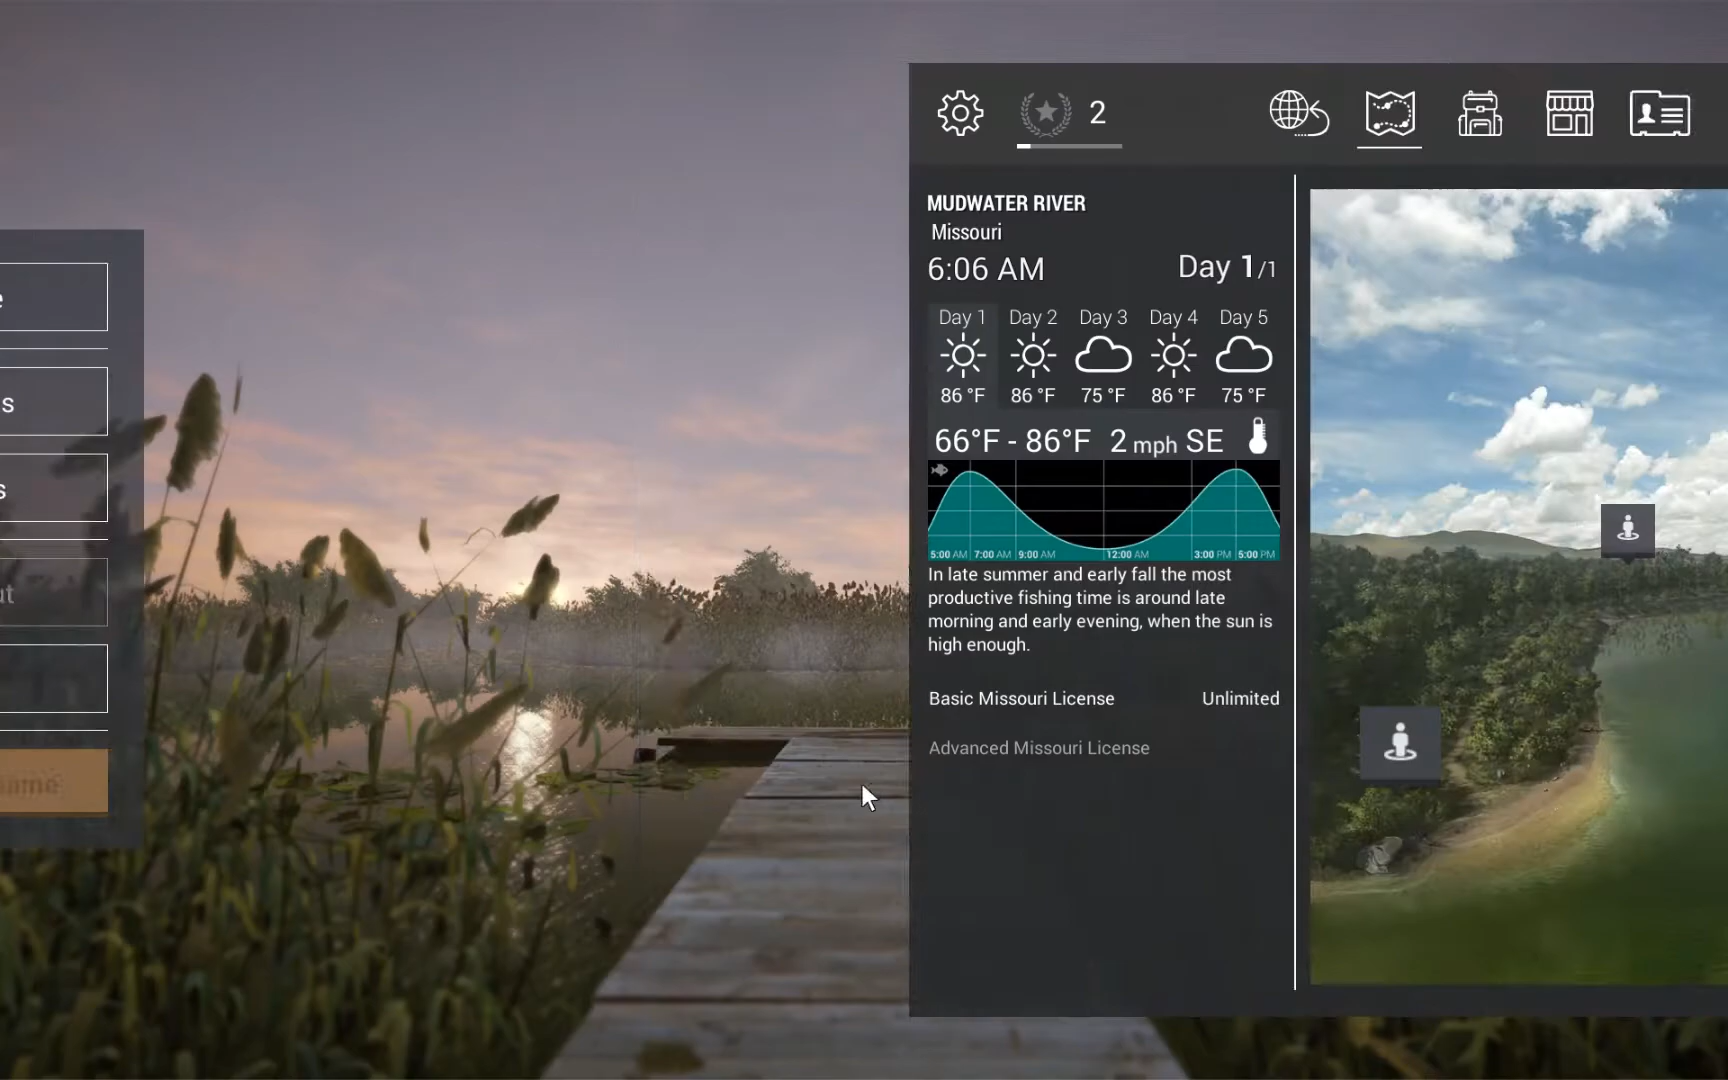 2
MUDWATER RIVER
Missouri
6:06 AM
Day 1/1
Day 1 Day 2 Day 3 Day 4 Day 5
86 °F 86 °F 75 °F 86 °F 75 °F
66°F - 86°F 2 mph SE
5:00 AM 7:00 AM 9:00 AM 12:00 AM 3:00 PM 5:00 PM
In late summer and early fall the most
productive fishing time is around late
morning and early evening, when the sun is
high enough.
Basic Missouri License Unlimited
Advanced Missouri License